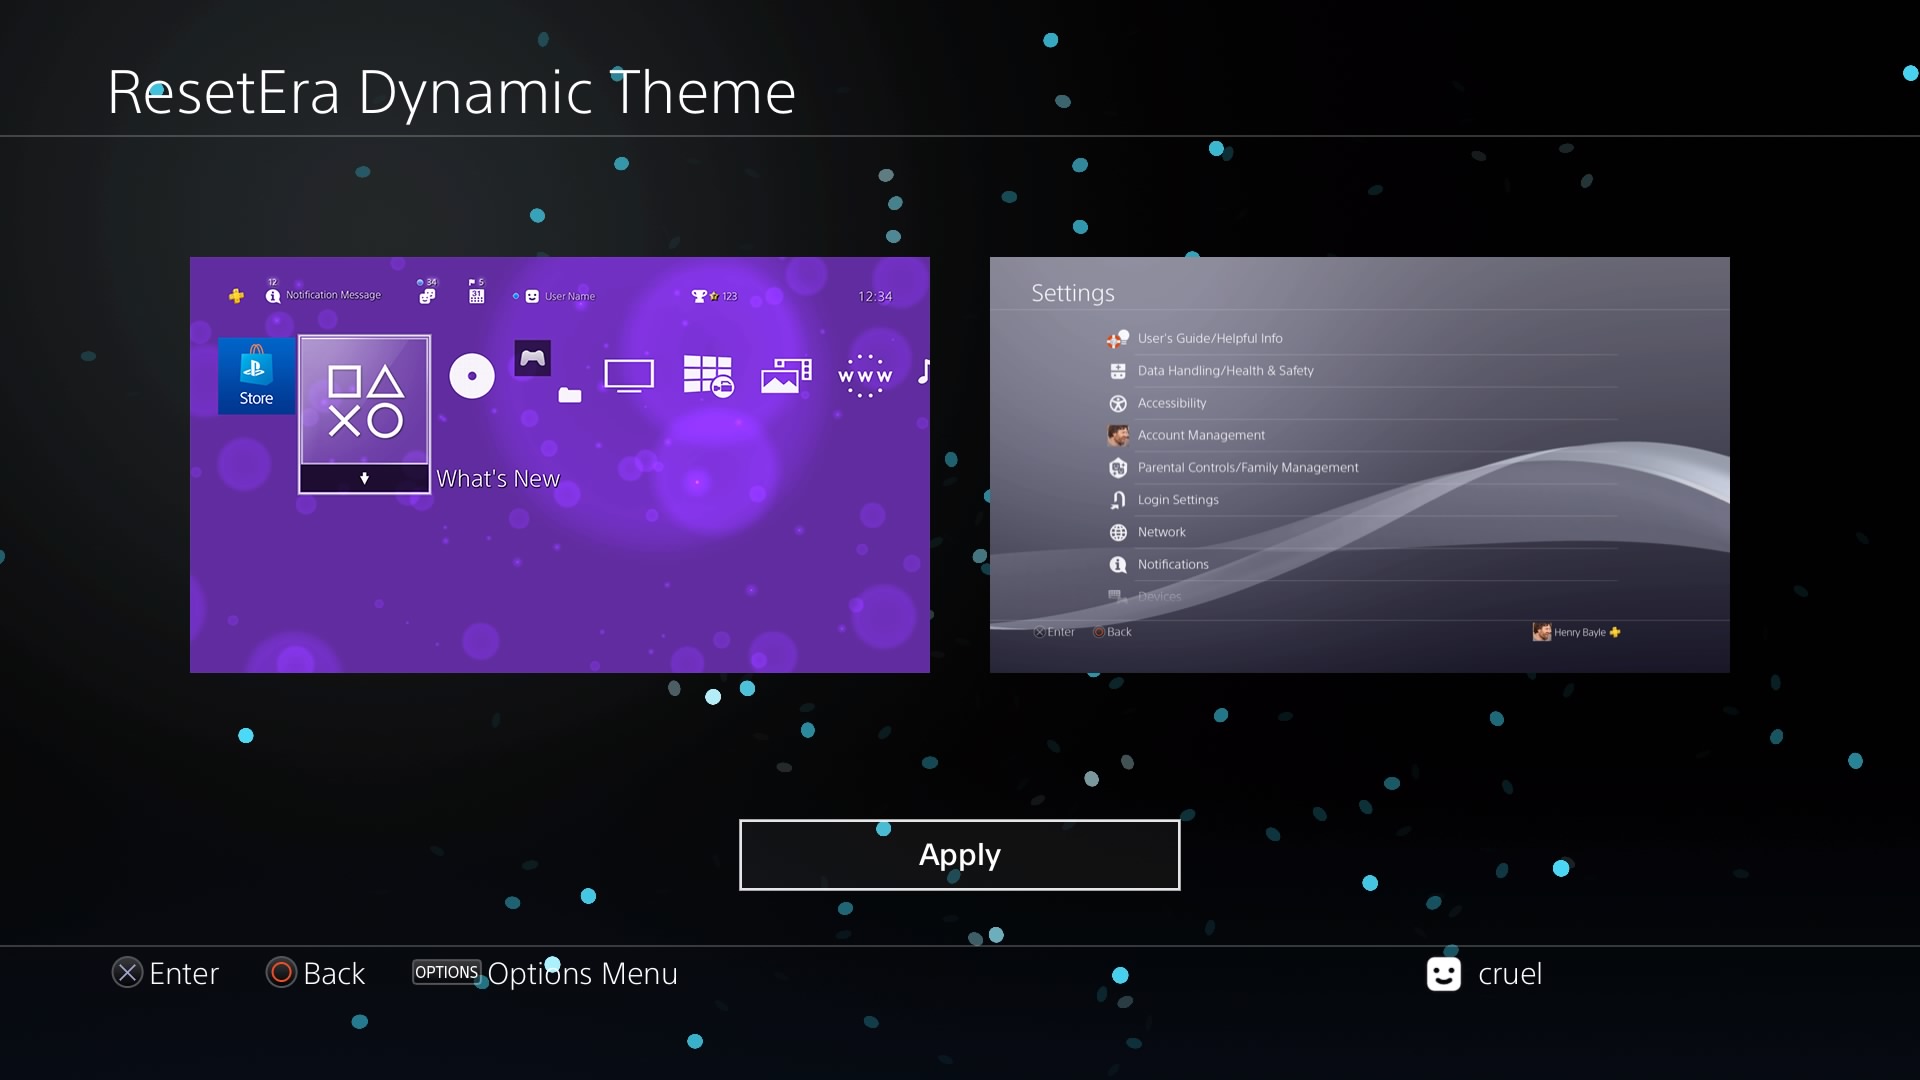 ResetEra Dynamic Theme
12
Notification Message
34
5
31
User Name
123
12:34
Store
What's New
www
Settings
User's Guide/Helpful Info
Data Handling/Health & Safety
Accessibility
Account Management
Parental Controls/Family Management
Login Settings
Network
Notifications
Devices
Enter
Back
Henry Bayle
Apply
Enter
Back
OPTIONS Options Menu
cruel